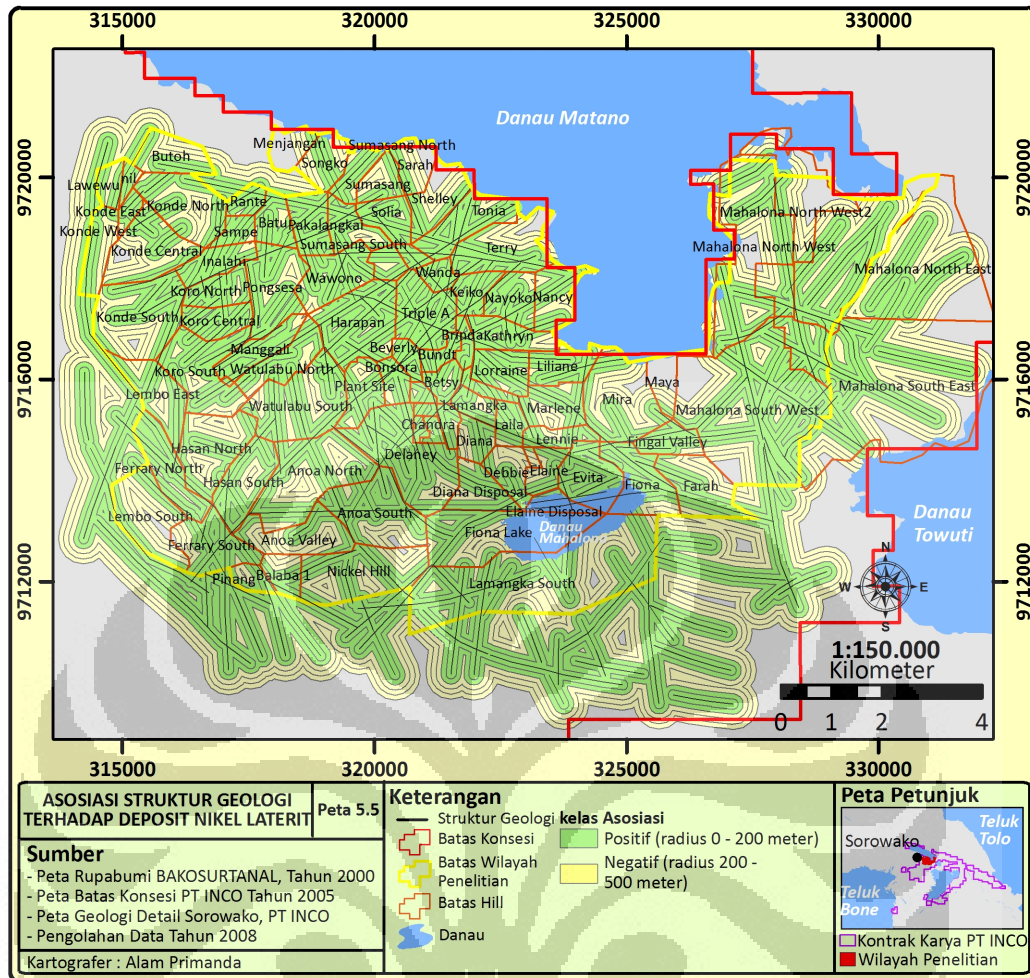 315000 320000 325000 330000
9720000
9716000
9712000
9720000
9716000
9712000
Danau Matano
Menjangan
Sumasang North
Songko
Sarah
Butoh
Lawewu
nil
Sumasang
Shelley
Konde East
Konde North
Rante
Solia
Tonia
Konde West
Sampe
Batu
Pakalangkai
Konde Central
Sumasang South
Terry
Mahalona North West2
Mahalona North West
Mahalona North East
Inalahi
Wawono
Wanda
Koro North
Pongsesa
Keiko
Nayoko
Nancy
Konde South
Koro Central
Harapan
Triple A
Brinda
Kathryn
Manggali
Beverly
Bundt
Koro South
Watulabu North
Bonsora
Lorraine
Liliane
Lembo East
Plant Site
Betsy
Mira
Maya
Mahalona South East
Watulabu South
Lamangka
Marlene
Mahalona South West
Chandra
Lalla
Hasan North
Diana
Lennie
Fingal Valley
Ferrary North
Anoa North
Delaney
Hasan South
Debbie
Elaine
Evita
Fiona
Farah
Diana Disposal
Lembo South
Anoa South
Elaine Disposal
Danau
Mahalona
Danau
Towuti
Ferrary South
Anoa Valley
Fiona Lake
Pinang
Balaba 1
Nickel Hill
Lamangka South
N
W E
S
1:150.000
Kilometer
0 1 2 4
315000 320000 325000 330000
ASOSIASI STRUKTUR GEOLOGI
TERHADAP DEPOSIT NIKEL LATERIT
Peta 5.5
Sumber
- Peta Rupabumi BAKOSURTANAL, Tahun 2000
- Peta Batas Konsesi PT INCO Tahun 2005
- Peta Geologi Detail Sorowako, PT INCO
- Pengolahan Data Tahun 2008
Kartografer : Alam Primanda
Keterangan
Struktur Geologi
Batas Konsesi
Batas Wilayah
Penelitian
Batas Hill
Danau
kelas Asosiasi
Positif (radius 0 - 200 meter)
Negatif (radius 200 -
500 meter)
Peta Petunjuk
Teluk
Tolo
Sorowako
Teluk
Bone
Kontrak Karya PT INCO
Wilayah Penelitian